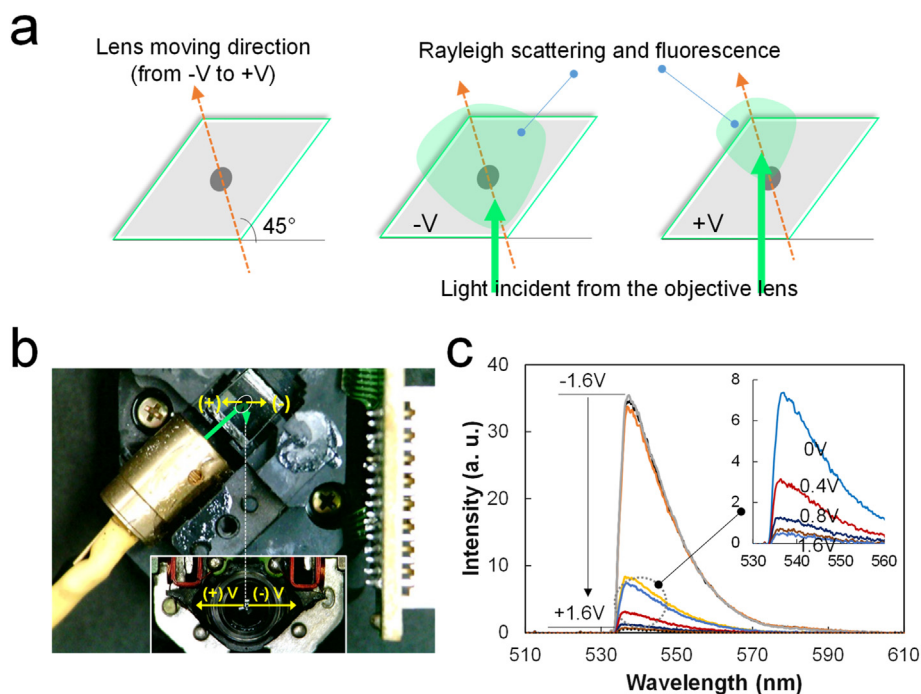 a
Lens moving direction
(from -V to +V)
Rayleigh scattering and fluorescence
45°
-V
+V
Light incident from the objective lens
b
(+)
(-)
(+) V
(-) V
c
Intensity (a. u.)
40
30
20
10
0
-1.6V
+1.6V
510
530
550
570
590
610
Wavelength (nm)
8
6
4
2
0
0V
0.4V
0.8V
1.6V
530
540
550
560